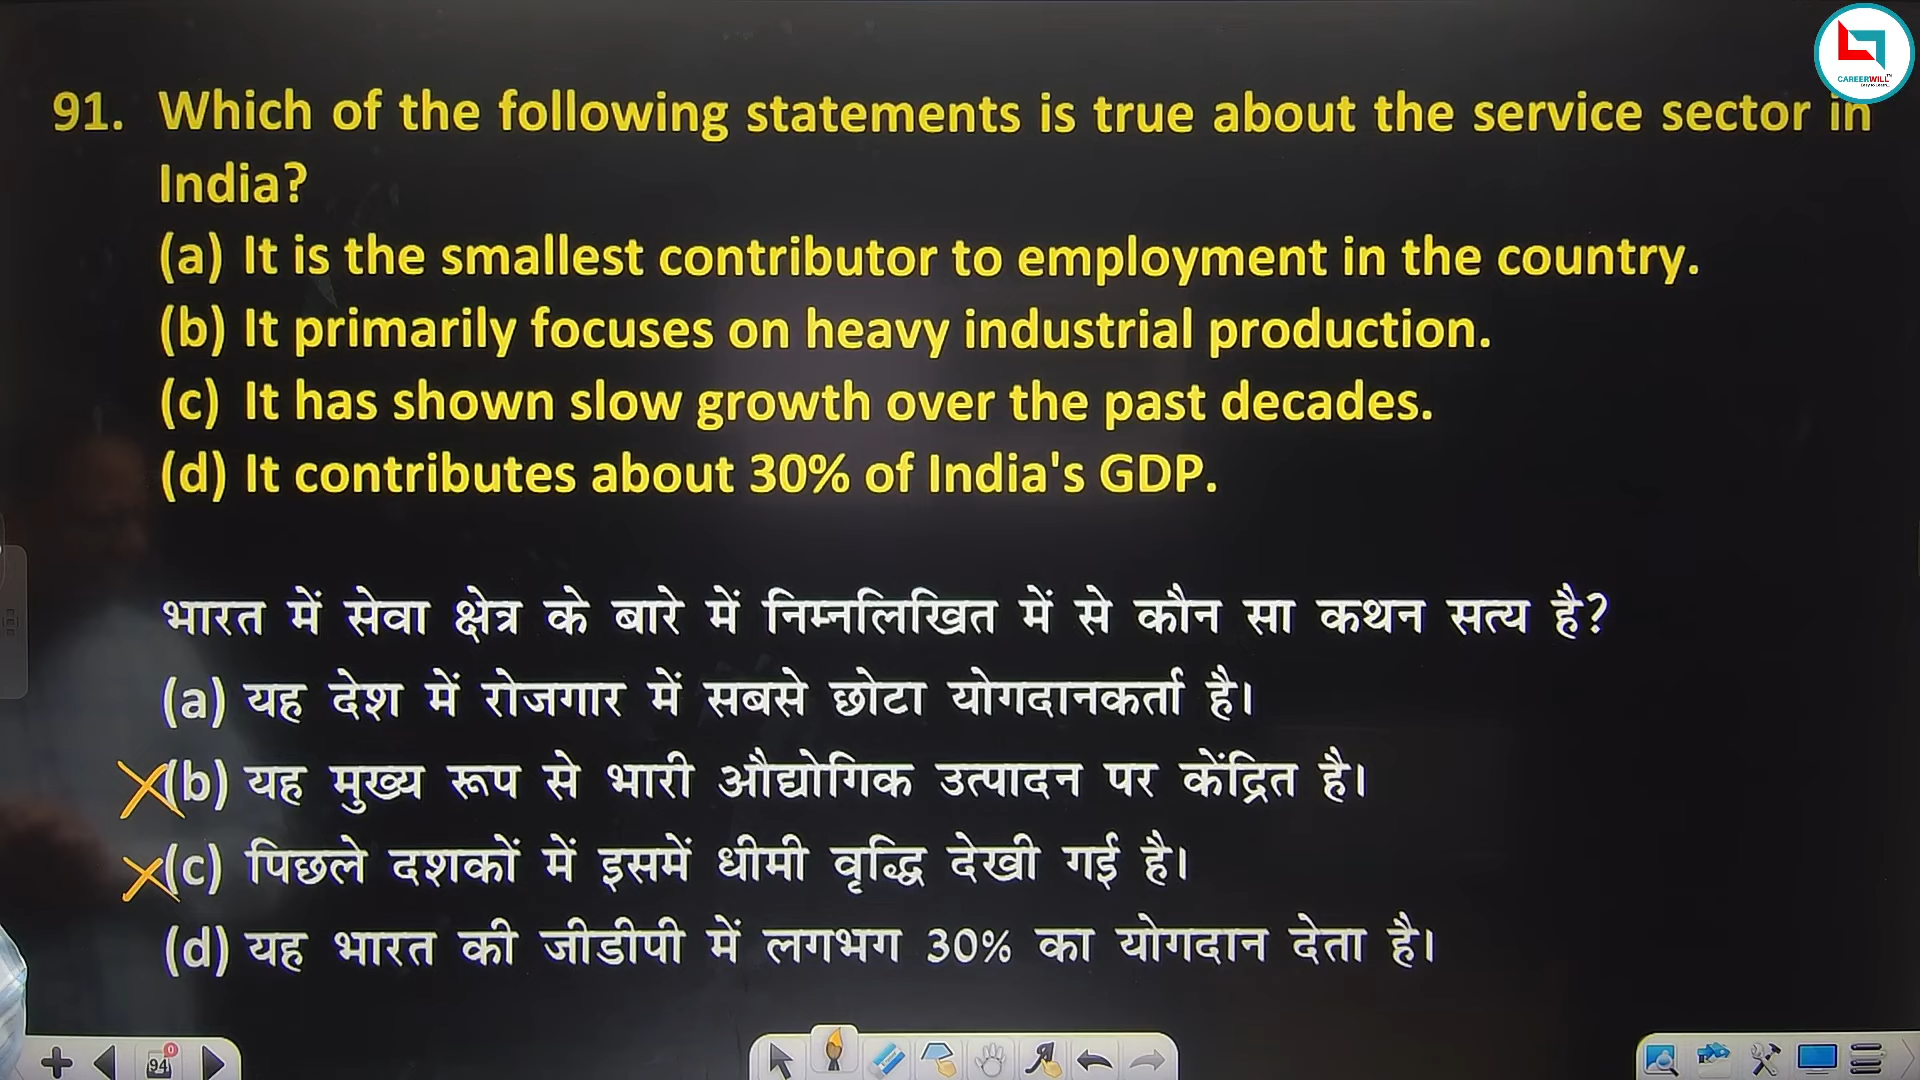 CAREERWILL
91. Which of the following statements is true about the service sector in
India?
(a) It is the smallest contributor to employment in the country.
(b) It primarily focuses on heavy industrial production.
(c) It has shown slow growth over the past decades.
(d) It contributes about 30% of India's GDP.
भारत में सेवा क्षेत्र के बारे में निम्नलिखित में से कौन सा कथन सत्य है?
(a) यह देश में रोजगार में सबसे छोटा योगदानकर्ता है।
(b) यह मुख्य रूप से भारी औद्योगिक उत्पादन पर केंद्रित है।
(c) पिछले दशकों में इसमें धीमी वृद्धि देखी गई है।
(d) यह भारत की जीडीपी में लगभग 30% का योगदान देता है।
94
0